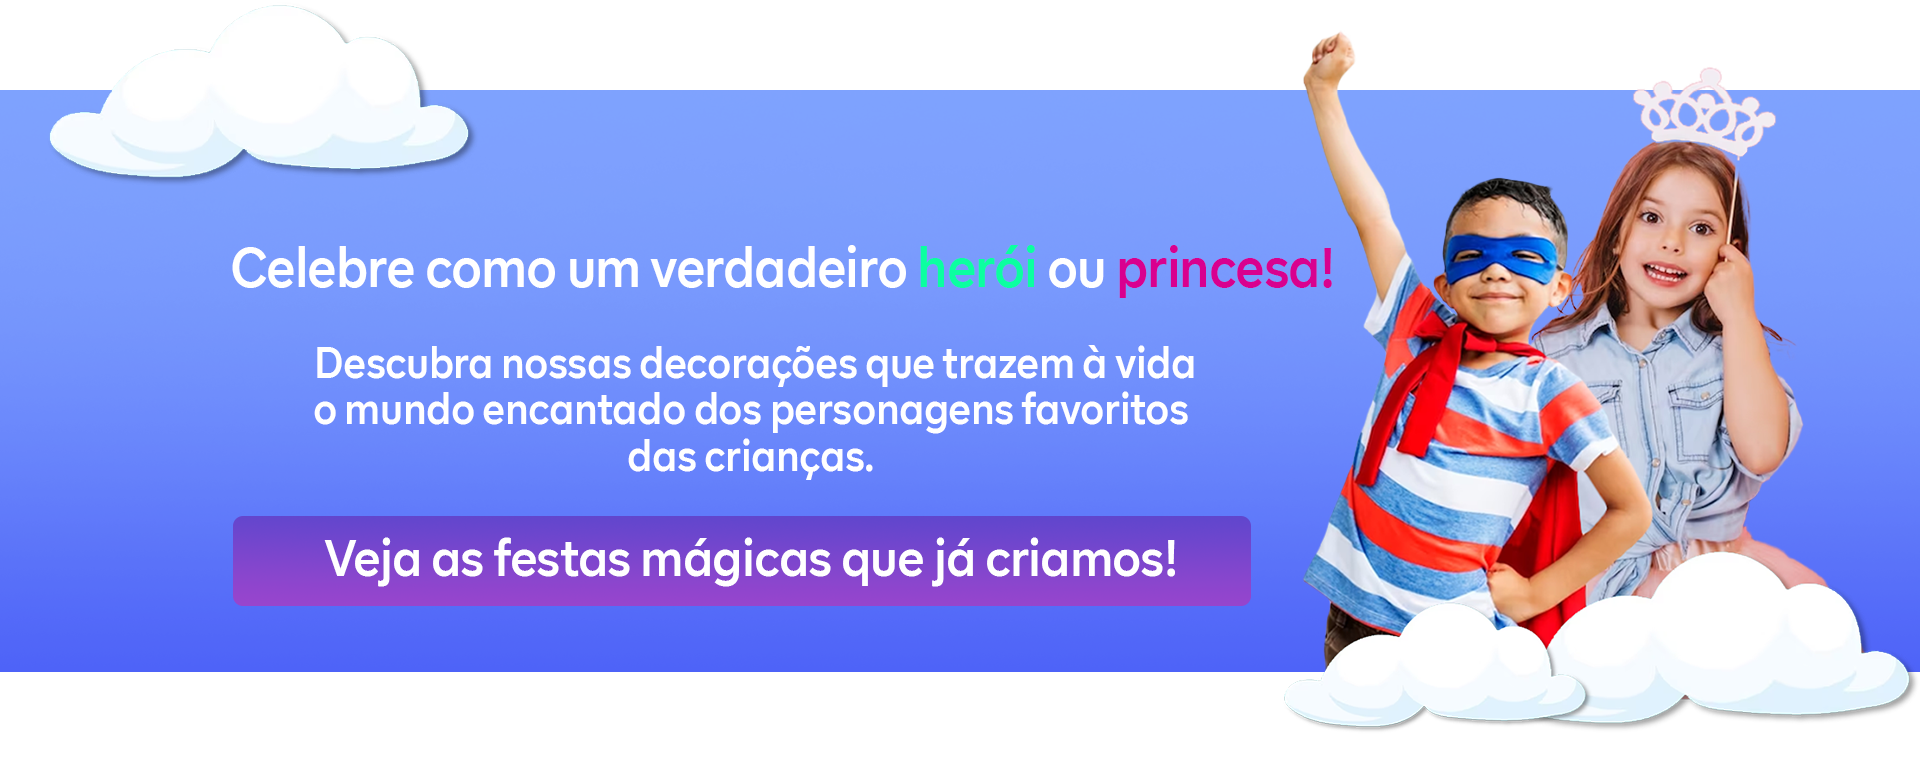 Celebre como um verdadeiro herói ou princesa!
Descubra nossas decorações que trazem à vida
o mundo encantado dos personagens favoritos
das crianças.
Veja as festas mágicas que já criamos!